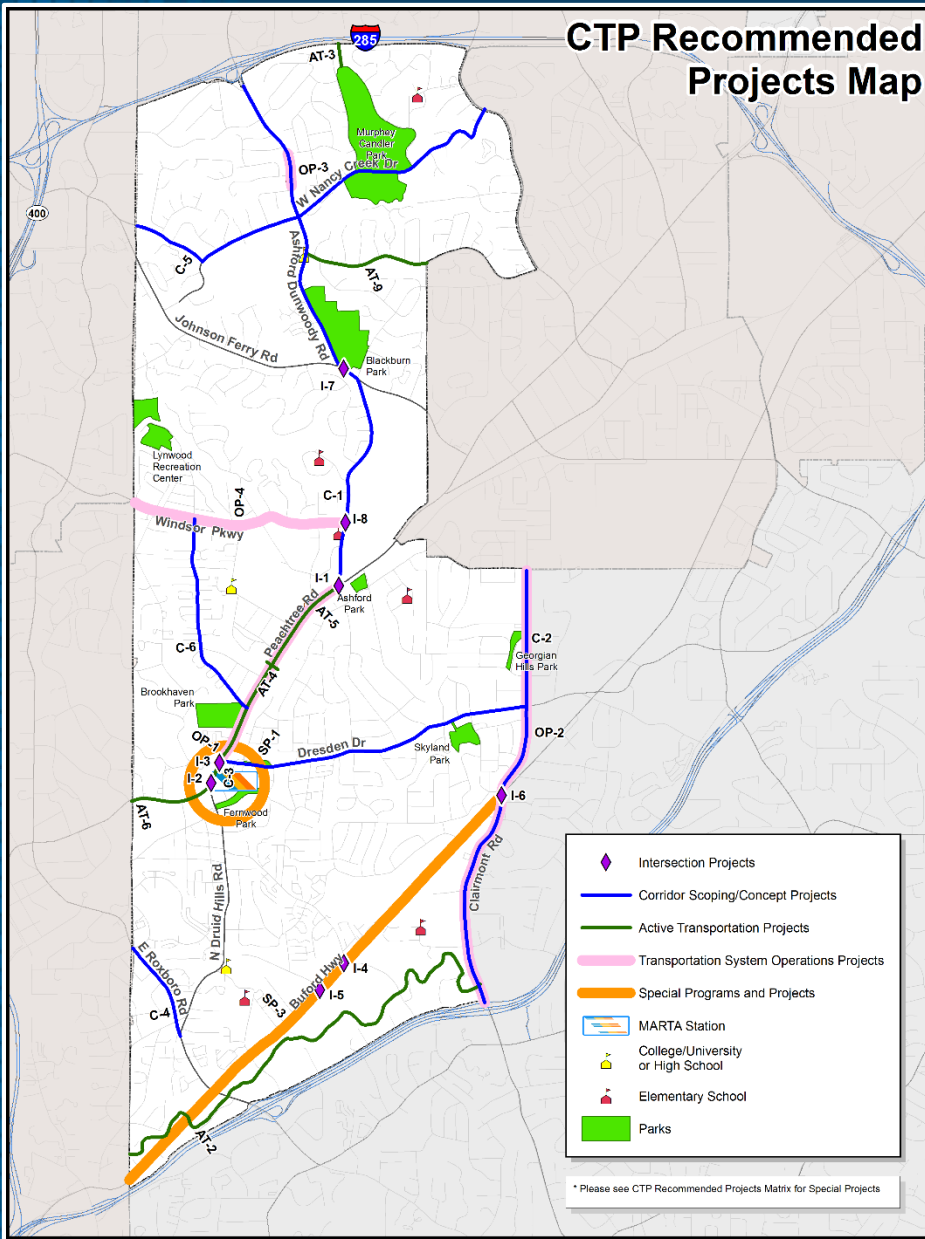 CTP Recommended
Projects Map
285
AT-3
Murphey
Candler
Park
OP-3
W Nancy Creek Dr
400
C-5
Ashford Dunwoody Rd
AT-9
Johnson Ferry Rd
Blackburn
Park
I-7
Lynwood
Recreation
Center
OP-4
C-1
Windsor Pkwy
I-8
I-1
Ashford
Park
Peachtree Rd
AT-5
C-2
Georgian
Hills Park
C-6
AT-4
Brookhaven
Park
OP-1
SP-1
Dresden Dr
Skyland
Park
OP-2
I-3
C-3
I-2
I-6
Fernwood
Park
AT-6
Clairmont Rd
N Druid Hills Rd
E Roxboro Rd
C-4
Buford Hwy
I-4
I-5
SP-3
AT-2
Intersection Projects
Corridor Scoping/Concept Projects
Active Transportation Projects
Transportation System Operations Projects
Special Programs and Projects
MARTA Station
College/University
or High School
Elementary School
Parks
* Please see CTP Recommended Projects Matrix for Special Projects